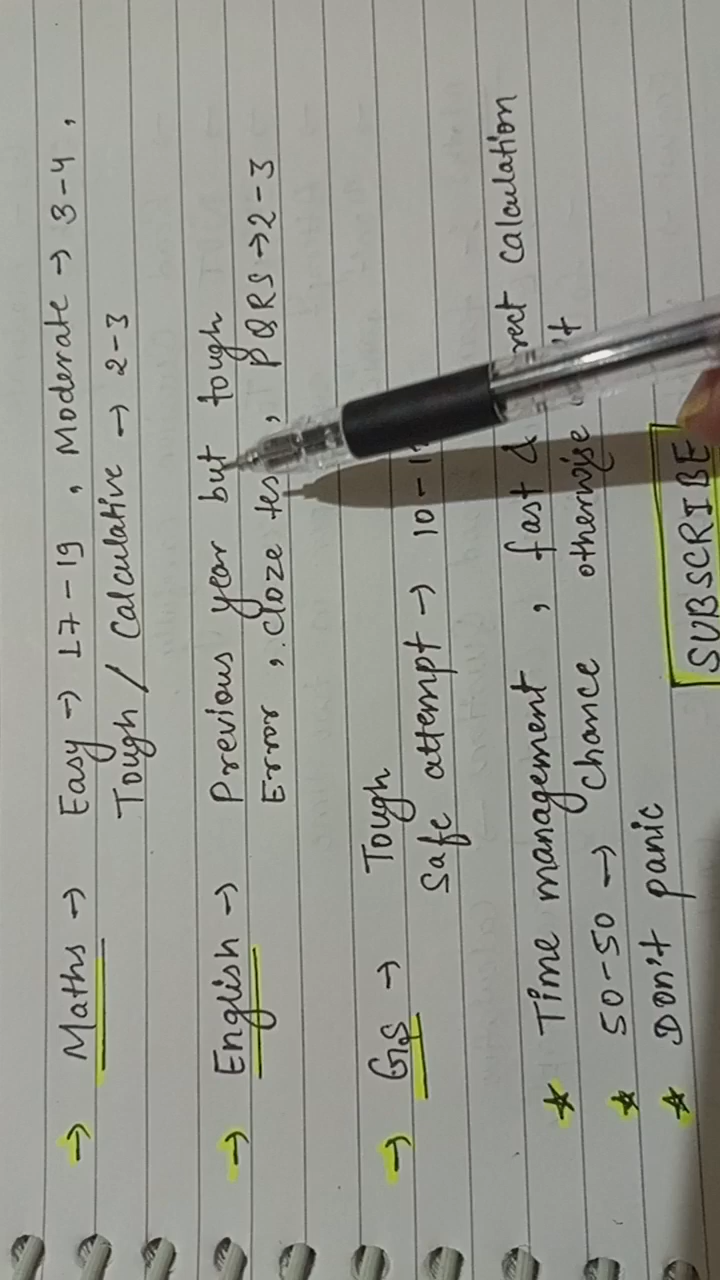 → Maths → Easy → 17-19 , Moderate → 3-4 ,
Tough / Calculative → 2-3
→ English → Previous year but tough
Error , Cloze tes , PQRS → 2-3
→ GS → Tough
Safe attempt → 10-1
★ Time management , fast & rect calculation
★ 50-50 → Chance otherwise
★ Don't panic
SUBSCRIBE